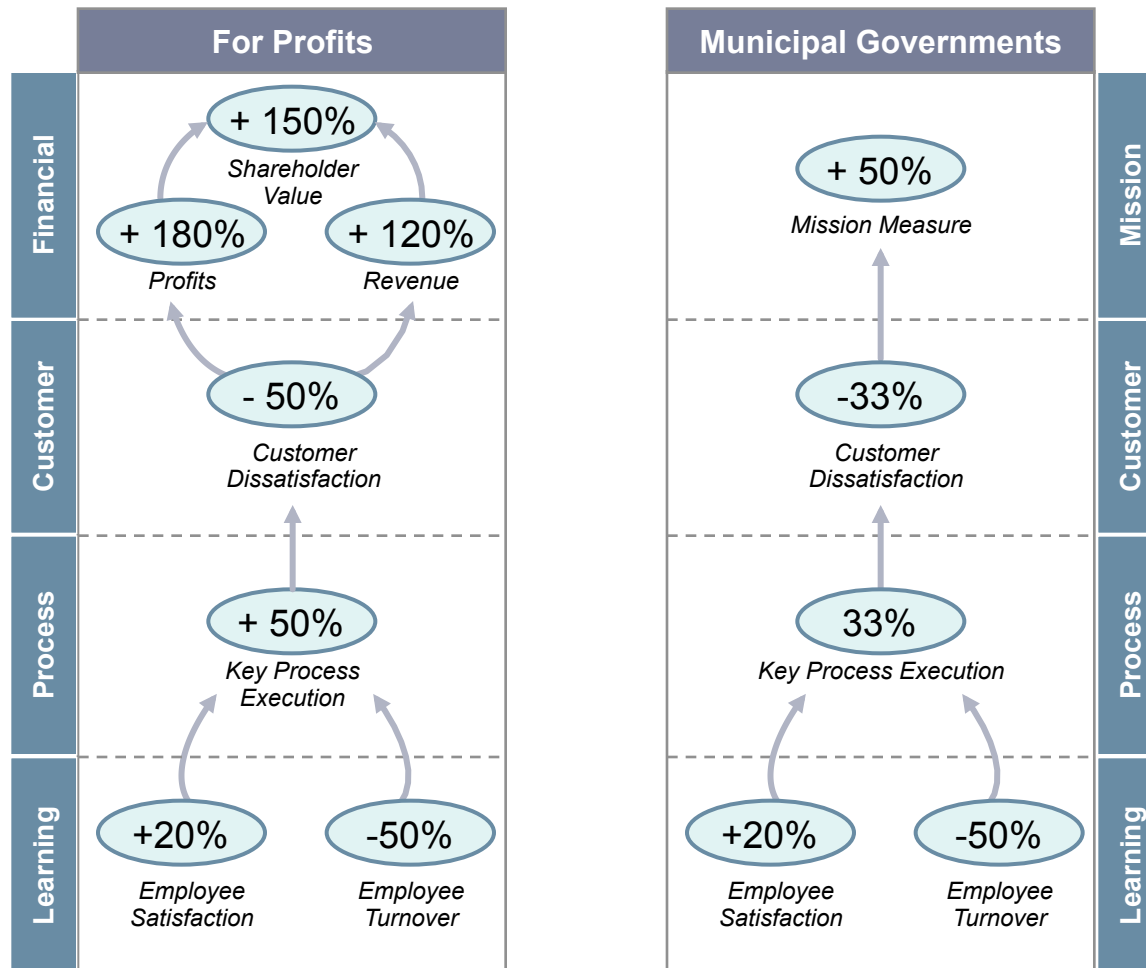 For Profits
Municipal Governments
Financial
+ 150%
Shareholder
Value
+ 180%
+ 120%
Profits
Revenue
+ 50%
Mission Measure
Mission
Customer
- 50%
Customer
Dissatisfaction
-33%
Customer
Dissatisfaction
Customer
Process
+ 50%
Key Process
Execution
33%
Key Process Execution
Process
Learning
+20%
-50%
Employee
Satisfaction
Employee
Turnover
+20%
-50%
Employee
Satisfaction
Employee
Turnover
Learning